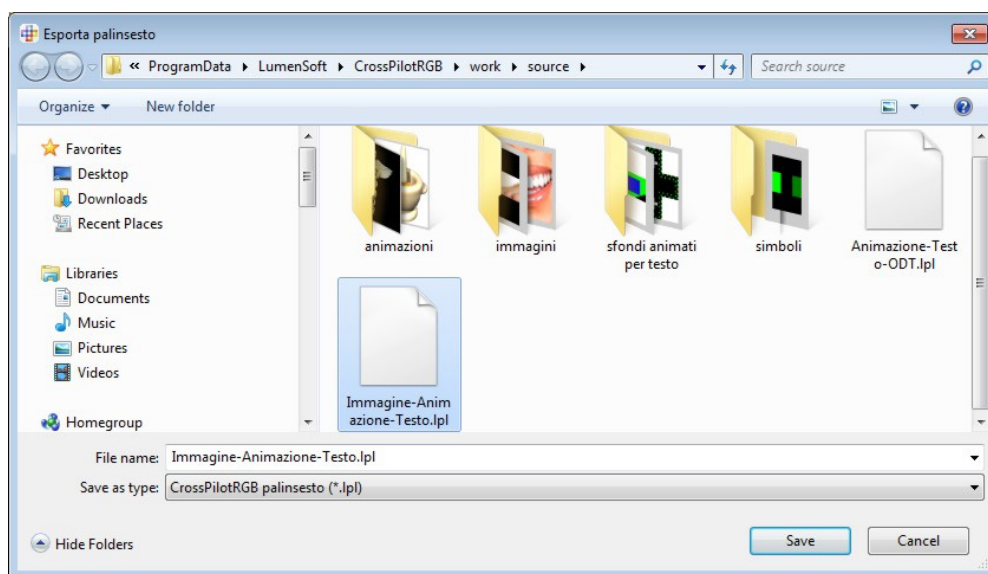 Esporta palinsesto
« ProgramData ▸ LumenSoft ▸ CrossPilotRGB ▸ work ▸ source ▸
Search source
Organize
New folder
Favorites
Desktop
Downloads
Recent Places
Libraries
Documents
Music
Pictures
Videos
Homegroup
animazioni
immagini
sfondi animati
per testo
simboli
Animazione-Test
o-ODT.lpl
Immagine-Anim
azione-Testo.lpl
File name: Immagine-Animazione-Testo.lpl
Save as type: CrossPilotRGB palinsesto (*.lpl)
Hide Folders
Save
Cancel